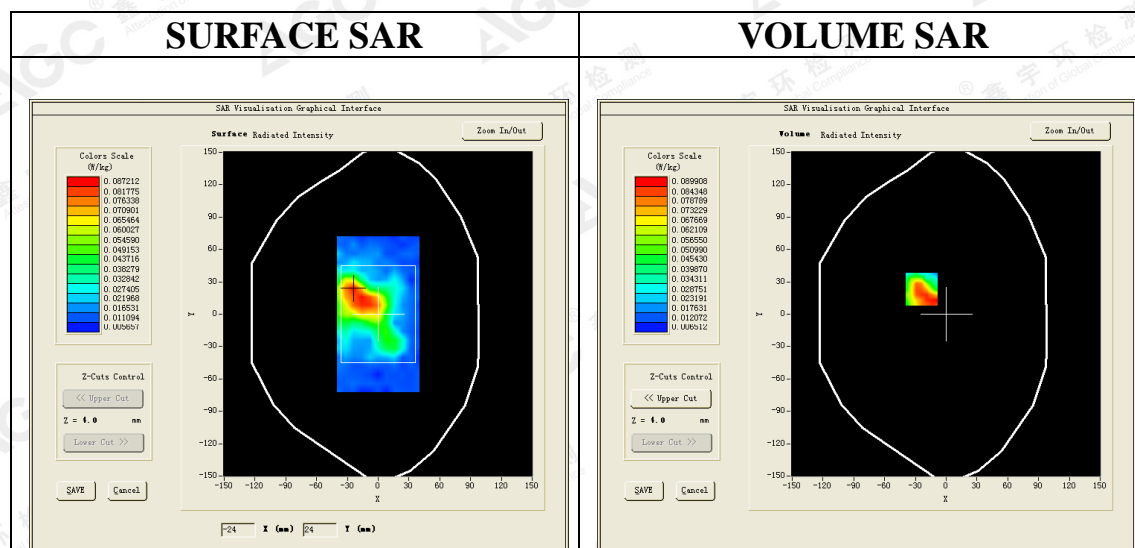 SURFACE SAR
VOLUME SAR
SAR Visualisation Graphical Interface
Surface Radiated Intensity
Zoom In/Out
Colors Scale
(W/kg)
0.087212
0.081775
0.076338
0.070901
0.065464
0.060027
0.054590
0.049153
0.043716
0.038279
0.032842
0.027405
0.021968
0.016531
0.011094
0.005657
150
120
90
60
30
0
-30
-60
-90
-120
-150
Y
-150 -120 -90 -60 -30 0 30 60 90 120 150
X
Z-Cuts Control
<< Upper Cut
Z = 4.0 mm
Lower Cut >>
SAVE Cancel
-24 X (mm) 24 Y (mm)
SAR Visualisation Graphical Interface
Volume Radiated Intensity
Zoom In/Out
Colors Scale
(W/kg)
0.089908
0.084348
0.078789
0.073229
0.067669
0.062109
0.056550
0.050990
0.045430
0.039870
0.034311
0.028751
0.023191
0.017631
0.012072
0.006512
150
120
90
60
30
0
-30
-60
-90
-120
-150
Y
-150 -120 -90 -60 -30 0 30 60 90 120 150
X
Z-Cuts Control
<< Upper Cut
Z = 4.0 mm
Lower Cut >>
SAVE Cancel
AGC
鑫宇环检测